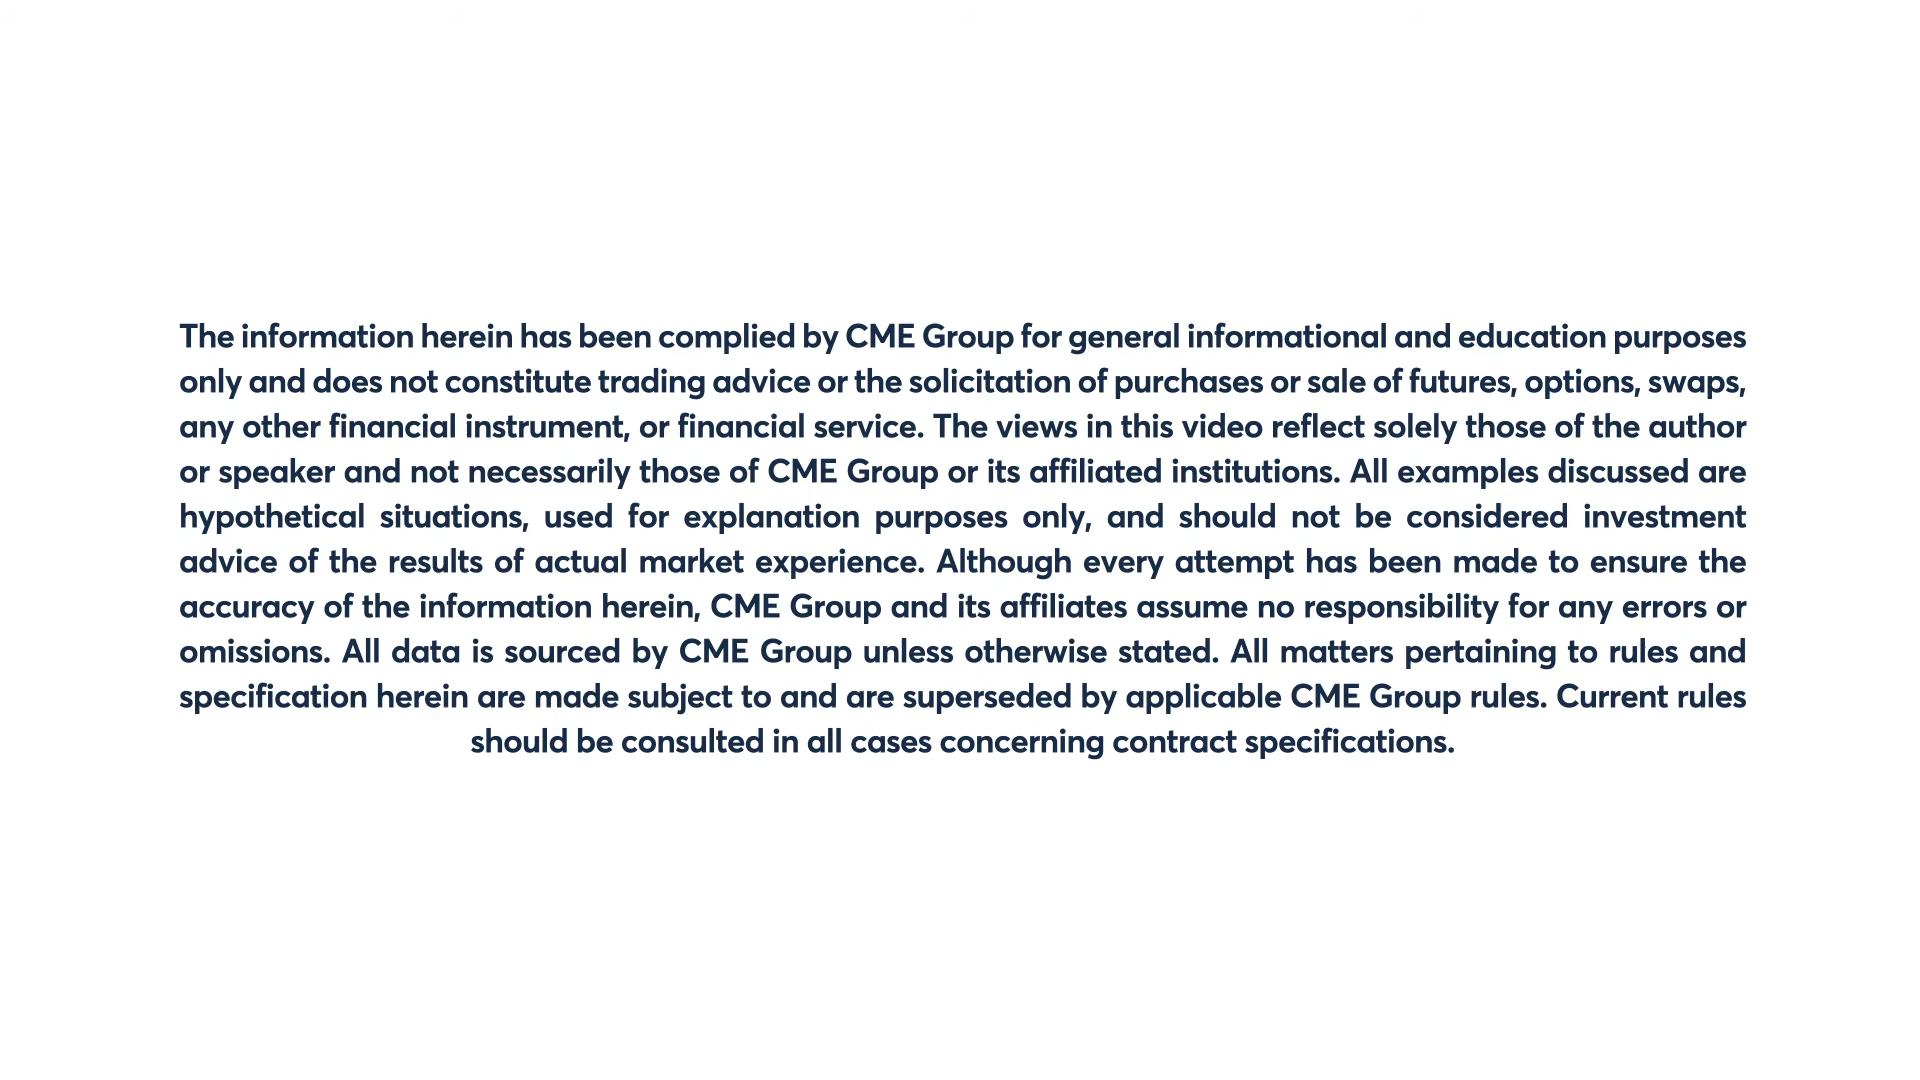 The information herein has been complied by CME Group for general informational and education purposes
only and does not constitute trading advice or the solicitation of purchases or sale of futures, options, swaps,
any other financial instrument, or financial service. The views in this video reflect solely those of the author
or speaker and not necessarily those of CME Group or its affiliated institutions. All examples discussed are
hypothetical situations, used for explanation purposes only, and should not be considered investment
advice of the results of actual market experience. Although every attempt has been made to ensure the
accuracy of the information herein, CME Group and its affiliates assume no responsibility for any errors or
omissions. All data is sourced by CME Group unless otherwise stated. All matters pertaining to rules and
specification herein are made subject to and are superseded by applicable CME Group rules. Current rules
should be consulted in all cases concerning contract specifications.